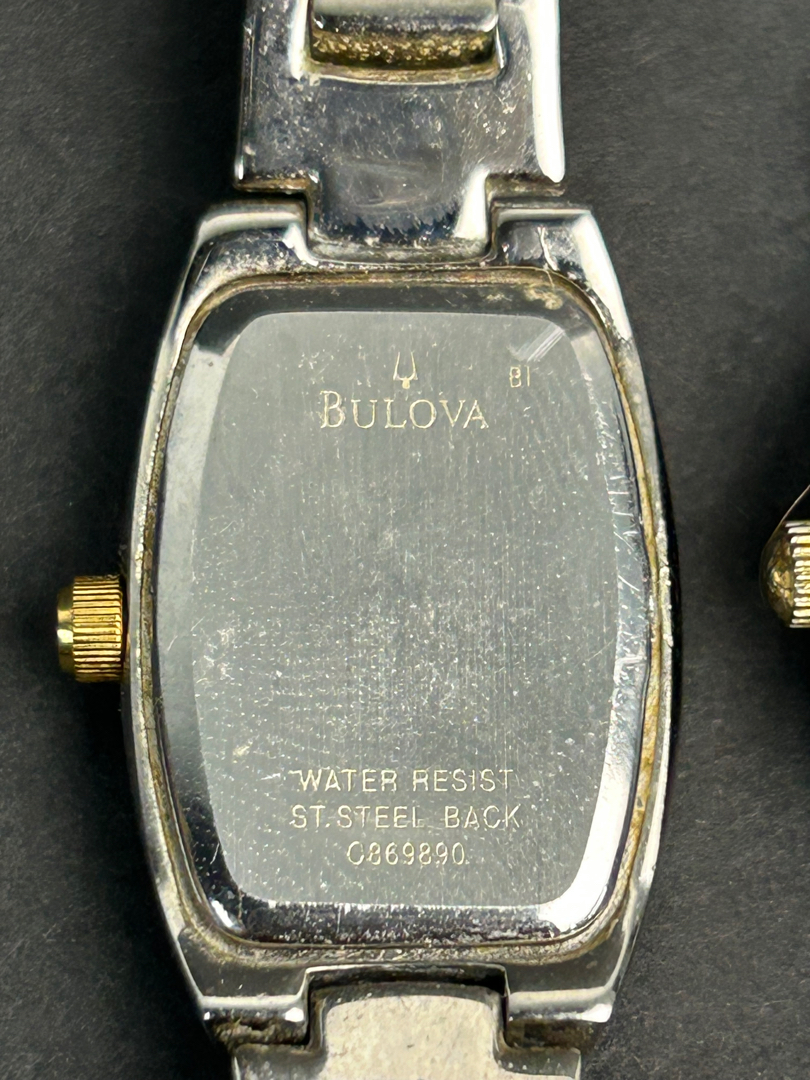 B1
BULOVA
WATER RESIST
ST.STEEL BACK
C869890